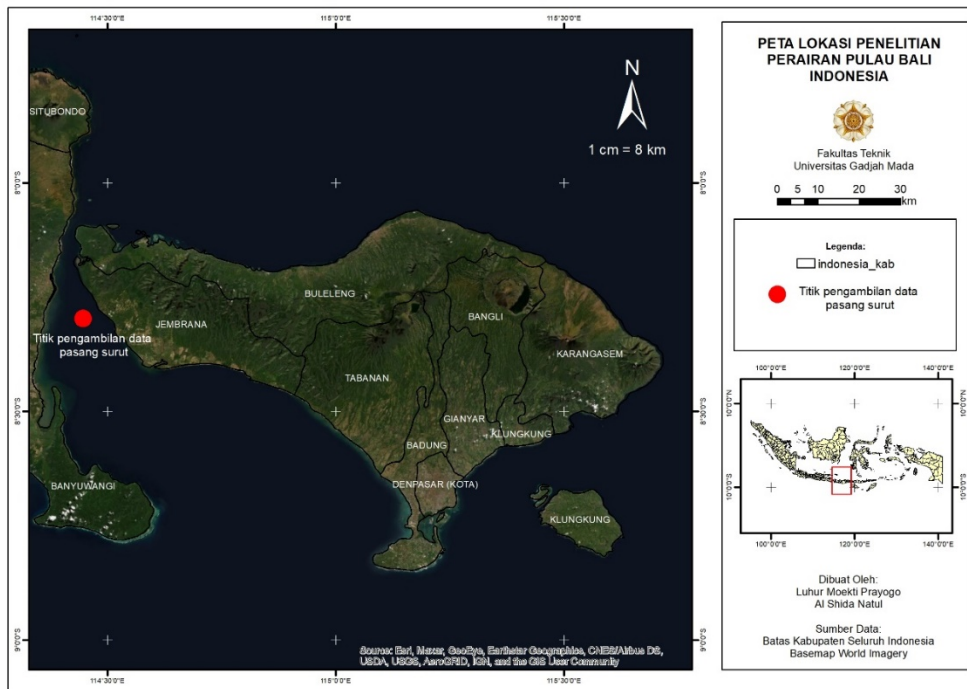 114°30'0"E
115°0'0"E
115°30'0"E
SITUBONDO
N
1 cm = 8 km
8°0'0"S
8°0'0"S
BULELENG
BANGLI
JEMBRANA
Titik pengambilan data
pasang surut
KARANGASEM
TABANAN
8°30'0"S
8°30'0"S
GIANYAR
KLUNGKUNG
BADUNG
BANYUWANGI
DENPASAR (KOTA)
KLUNGKUNG
9°0'0"S
9°0'0"S
Source: Esri, Maxar, GeoEye, Earthstar Geographics, CNES/Airbus DS,
USDA, USGS, AeroGRID, IGN, and the GIS User Community
114°30'0"E
115°0'0"E
115°30'0"E
PETA LOKASI PENELITIAN
PERAIRAN PULAU BALI
INDONESIA
Fakultas Teknik
Universitas Gadjah Mada
0 5 10 20 30
km
Legenda:
indonesia_kab
Titik pengambilan data
pasang surut
100°0'0"E 120°0'0"E 140°0'0"E
10°0'0"N
10°0'0"N
10°0'0"S
10°0'0"S
100°0'0"E 120°0'0"E 140°0'0"E
Dibuat Oleh:
Luhur Moekti Prayogo
Al Shida Natul
Sumber Data:
Batas Kabupaten Seluruh Indonesia
Basemap World Imagery